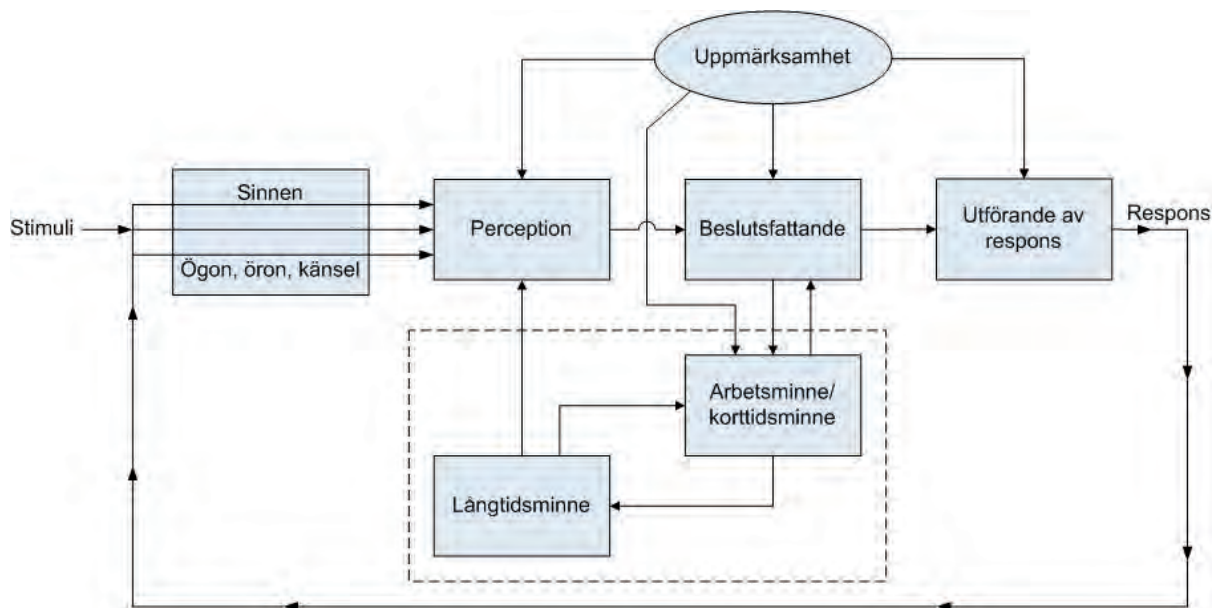 Uppmärksamhet
Sinnen
Stimuli
Ögon, öron, känsel
Perception
Beslutsfattande
Utförande av
respons
Respons
Arbetsminne/
korttidsminne
Långtidsminne